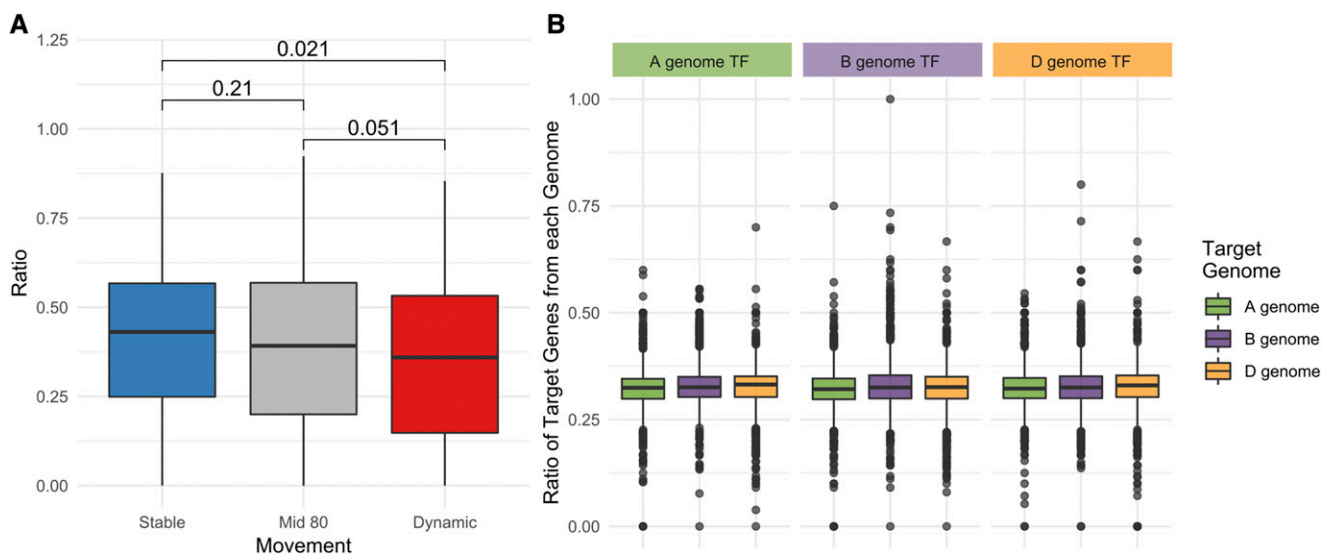 A
1.25
1.00
0.75
0.50
0.25
0.00
Ratio
0.021
0.21
0.051
Stable Mid 80 Dynamic
Movement
B
A genome TF B genome TF D genome TF
1.00
0.75
0.50
0.25
0.00
Ratio of Target Genes from each Genome
Target
Genome
A genome
B genome
D genome